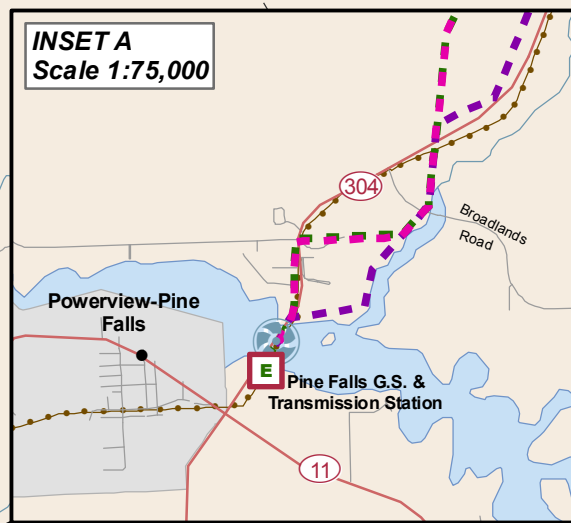 INSET A
Scale 1:75,000
304
Broadlands
Road
Powerview-Pine
Falls
E
Pine Falls G.S. &
Transmission Station
11